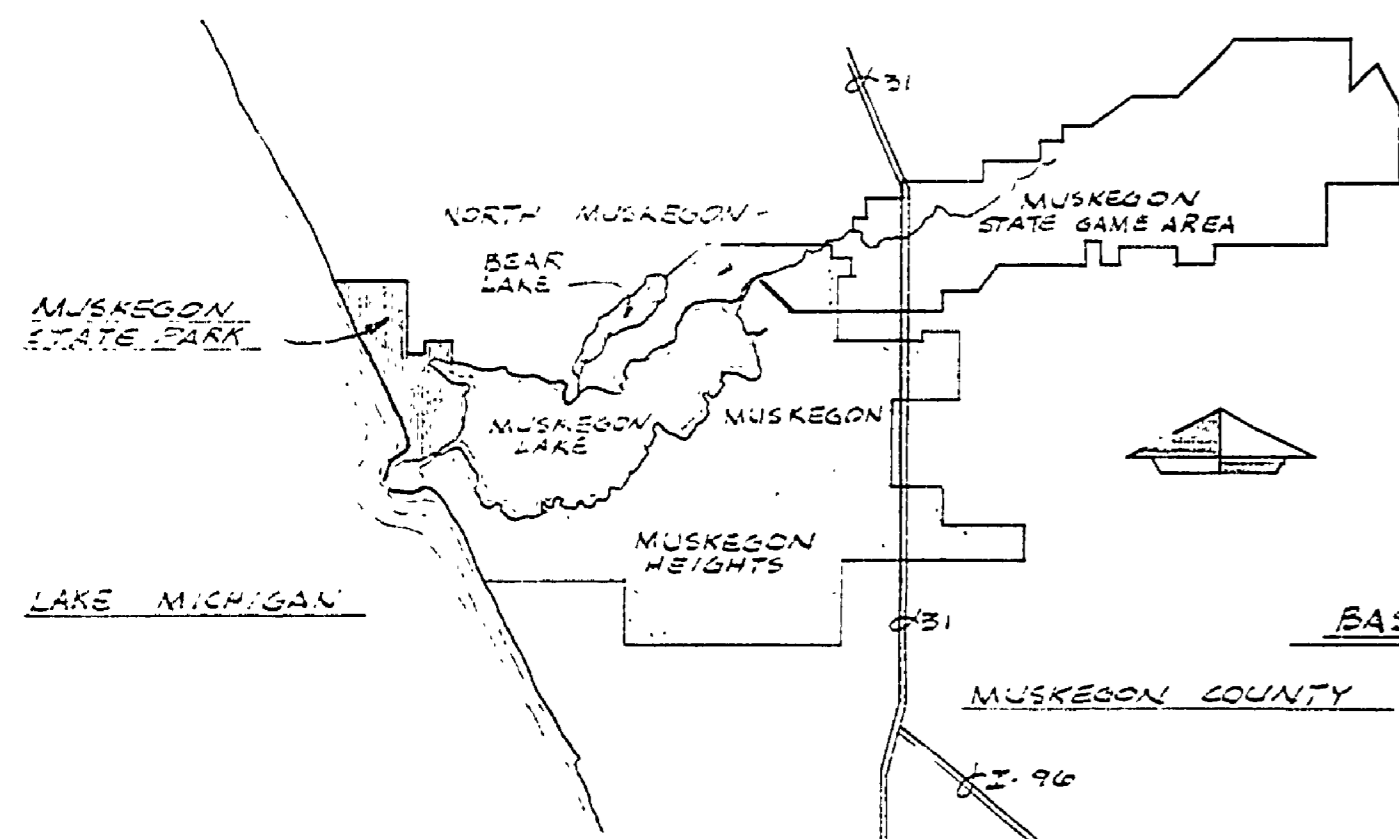 31
NORTH MUSKEGON
MUSKEGON
STATE GAME AREA
BEAR
LAKE
MUSKEGON
STATE PARK
MUSKEGON
LAKE
MUSKEGON
MUSKEGON
HEIGHTS
LAKE MICHIGAN
31
BAS
MUSKEGON COUNTY
I-96